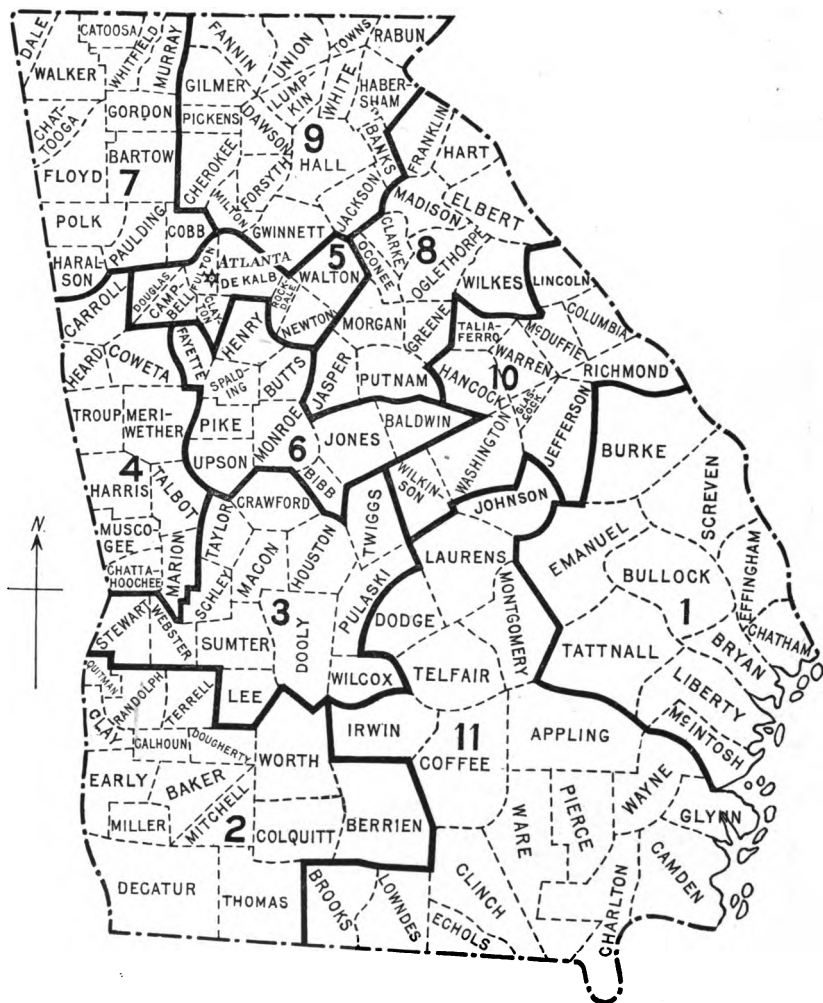 DALE
CATOOSA
WHITFIELD
MURRAY
FANNIN
UNION
TOWNS
RABUN
WALKER
GILMER
LUMP-
KIN
WHITE
HABER-
SHAM
CHAT-
TOOGA
GORDON
PICKENS
DAWSON
BANKS
FRANKLIN
HART
FLOYD
BARTOW
7
CHEROKEE
FORSYTH
9
HALL
JACKSON
MADISON
ELBERT
POLK
PAULDING
COBB
MILTON
GWINNETT
CLARKE
OCONEE
8
OGLETHORPE
HARAL-
SON
DOUGLAS
CAMP-
BELL
FULTON
ATLANTA
DE KALB
CLAY-
TON
5
ROCK-
DALE
WALTON
WILKES
LINCOLN
CARROLL
FAYETTE
HENRY
NEWTON
MORGAN
GREENE
TALIA-
FERRO
WARREN
McDUFFIE
COLUMBIA
HEARD
COWETA
SPALD-
ING
BUTTS
JASPER
PUTNAM
HANCOCK
10
GLAS-
COCK
RICHMOND
TROUP
MERI-
WETHER
PIKE
MONROE
6
JONES
BALDWIN
WASHINGTON
JEFFERSON
BURKE
4
HARRIS
TALBOT
UPSON
BIBB
WILKIN-
SON
SCREVEN
MUSCO-
GEE
CRAWFORD
TWIGGS
JOHNSON
CHATTA-
HOOCHEE
MARION
TAYLOR
MACON
HOUSTON
LAURENS
EMANUEL
BULLOCK
EFFINGHAM
N.
STEWART
WEBSTER
SCHLEY
SUMTER
3
DOOLY
PULASKI
DODGE
MONTGOMERY
TATTNALL
1
BRYAN
CHATHAM
QUITMAN
RANDOLPH
TERRELL
LEE
WILCOX
TELFAIR
LIBERTY
McINTOSH
CLAY
CALHOUN
DOUGHERTY
WORTH
IRWIN
11
COFFEE
APPLING
EARLY
BAKER
MILLER
MITCHELL
2
COLQUITT
BERRIEN
WARE
PIERCE
WAYNE
GLYNN
DECATUR
THOMAS
BROOKS
LOWNDES
CLINCH
ECHOLS
CHARLTON
CAMDEN